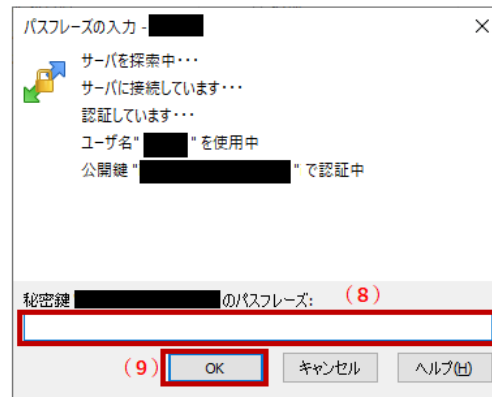 パスフレーズの入力 -
サーバを探索中･･･
サーバに接続しています･･･
認証しています･･･
ユーザ名" "を使用中
公開鍵 " "で認証中
秘密鍵 のパスフレーズ: (8)
(9) OK キャンセル ヘルプ(H)